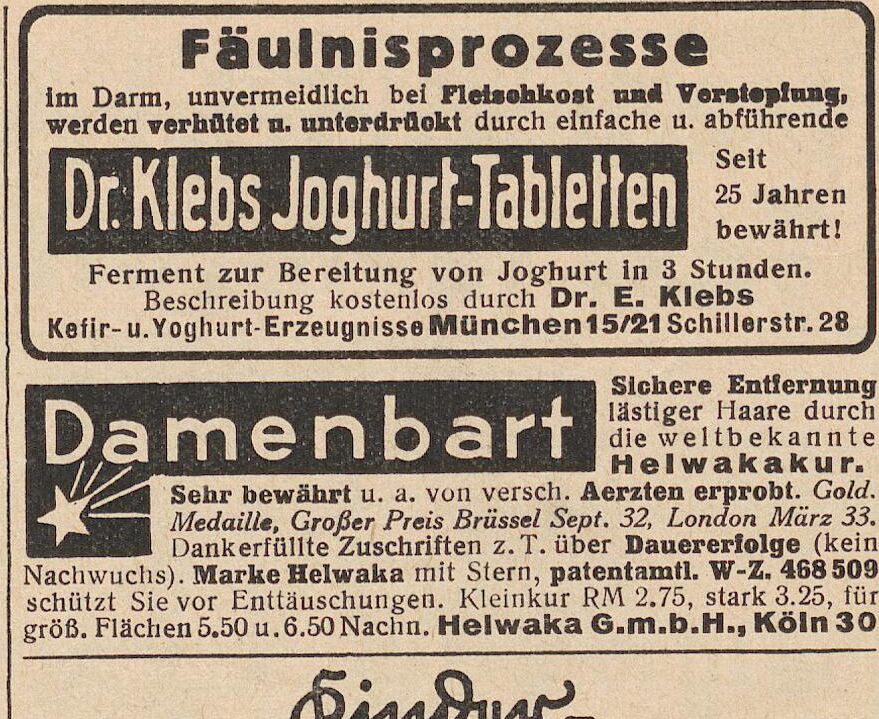 Fäulnisprozesse
im Darm, unvermeidlich bei Fleischkost und Verstopfung,
werden verhütet u. unterdrückt durch einfache u. abführende
Dr. Klebs Joghurt-Tabletten
Seit
25 Jahren
bewährt!
Ferment zur Bereitung von Joghurt in 3 Stunden.
Beschreibung kostenlos durch Dr. E. Klebs
Kefir- u. Yoghurt-Erzeugnisse München 15/21 Schillerstr. 28
Damenbart
Sichere Entfernung
lästiger Haare durch
die weltbekannte
Helwakakur.
Sehr bewährt u. a. von versch. Aerzten erprobt. Gold.
Medaille, Großer Preis Brüssel Sept. 32, London März 33.
Dankerfüllte Zuschriften z. T. über Dauererfolge (kein
Nachwuchs). Marke Helwaka mit Stern, patentamtl. W-Z. 468 509
schützt Sie vor Enttäuschungen. Kleinkur RM 2.75, stark 3.25, für
größ. Flächen 5.50 u. 6.50 Nachn. Helwaka G.m.b.H., Köln 30
Kinder-